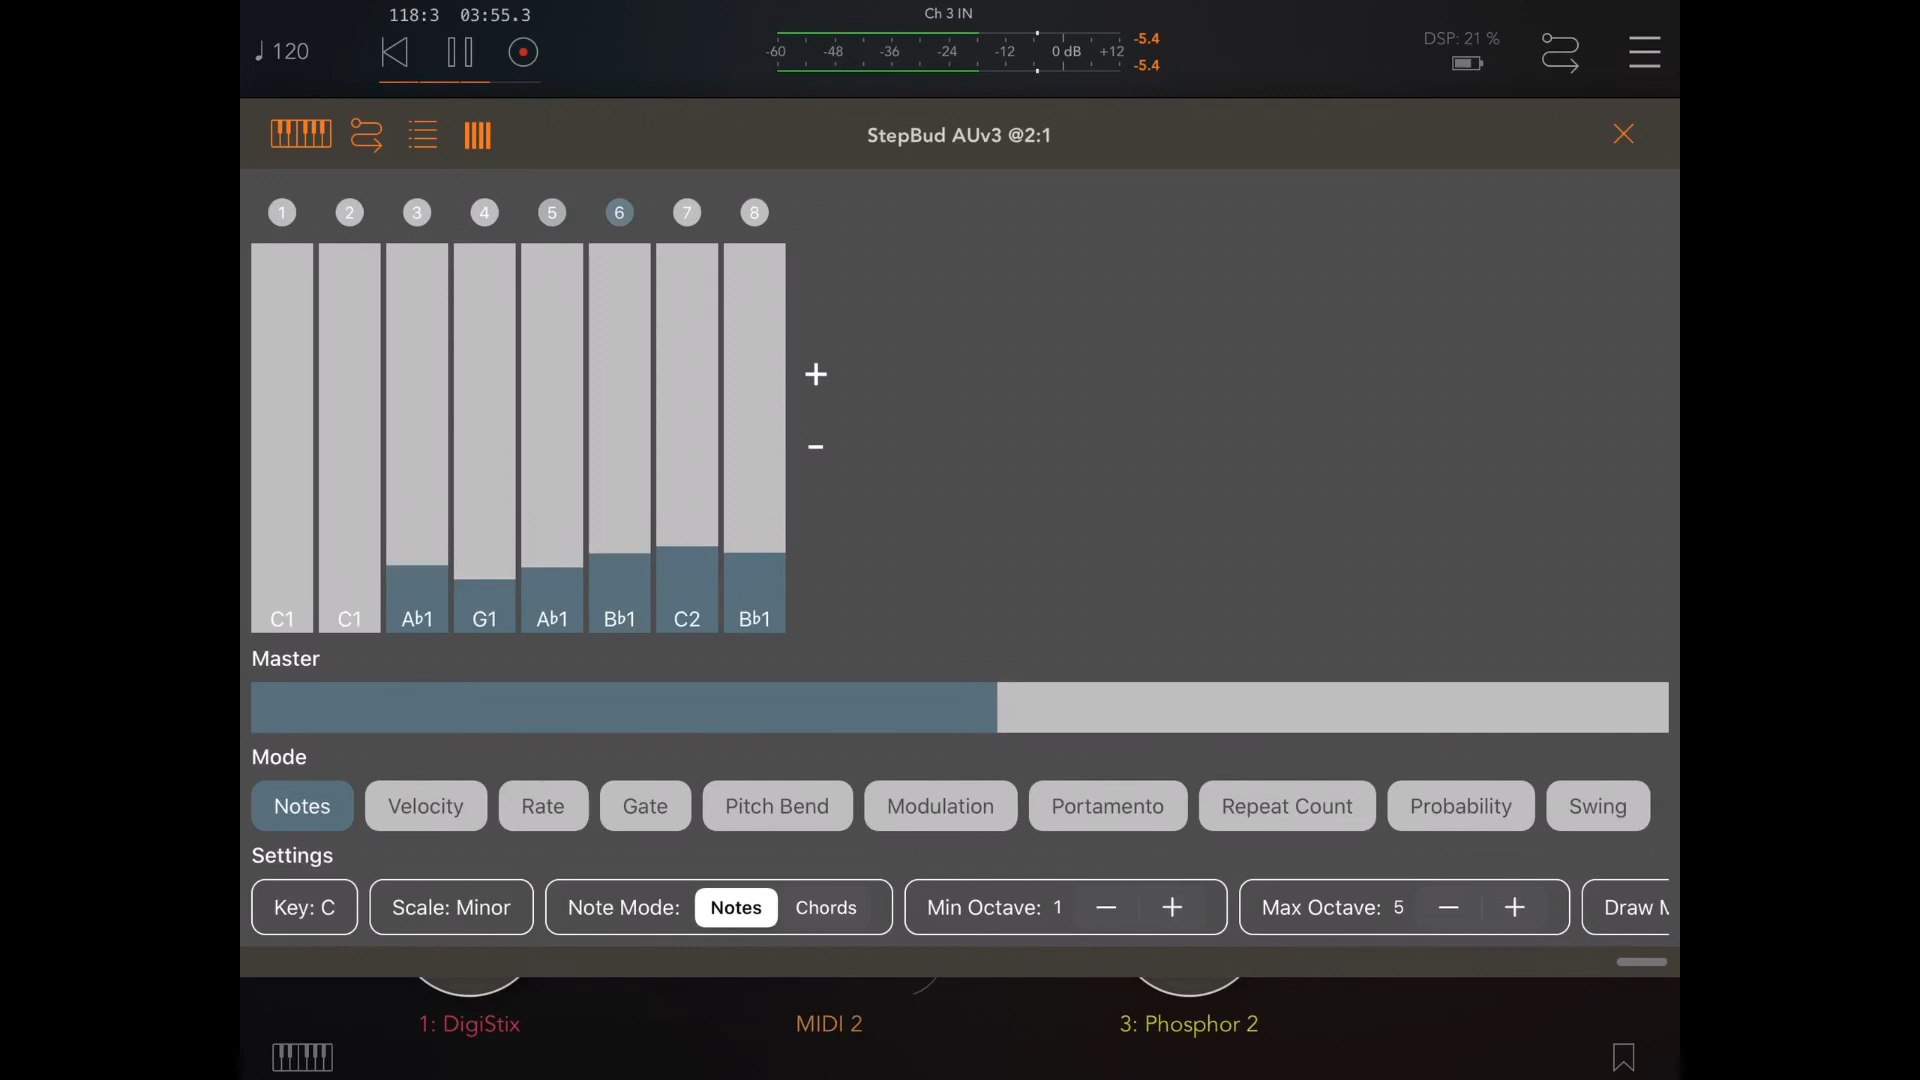 118:3 03:55.3
Ch 3 IN
♩ 120
-60 -48 -36 -24 -12 0 dB +12
-5.4
-5.4
DSP: 21 %
StepBud AUv3 @2:1
1 2 3 4 5 6 7 8
+
-
C1 C1 A♭1 G1 A♭1 B♭1 C2 B♭1
Master
Mode
Notes Velocity Rate Gate Pitch Bend Modulation Portamento Repeat Count Probability Swing
Settings
Key: C Scale: Minor Note Mode: Notes Chords Min Octave: 1 — + Max Octave: 5 — + Draw M
1: DigiStix MIDI 2 3: Phosphor 2